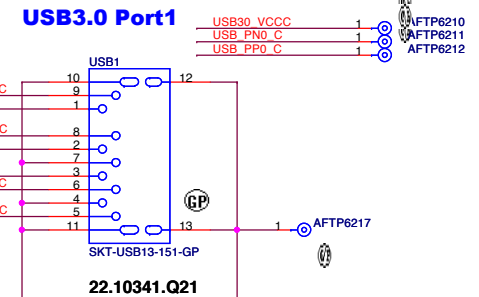 USB3.0 Port1
USB30_VCCC 1 AFTP6210
USB_PN0_C 1 AFTP6211
USB_PP0_C 1 AFTP6212
USB1
10 12
C 9
1
C 8
2
7
3
C 6
4
C 5
11 13
GP
1 AFTP6217
SKT-USB13-151-GP
22.10341.Q21